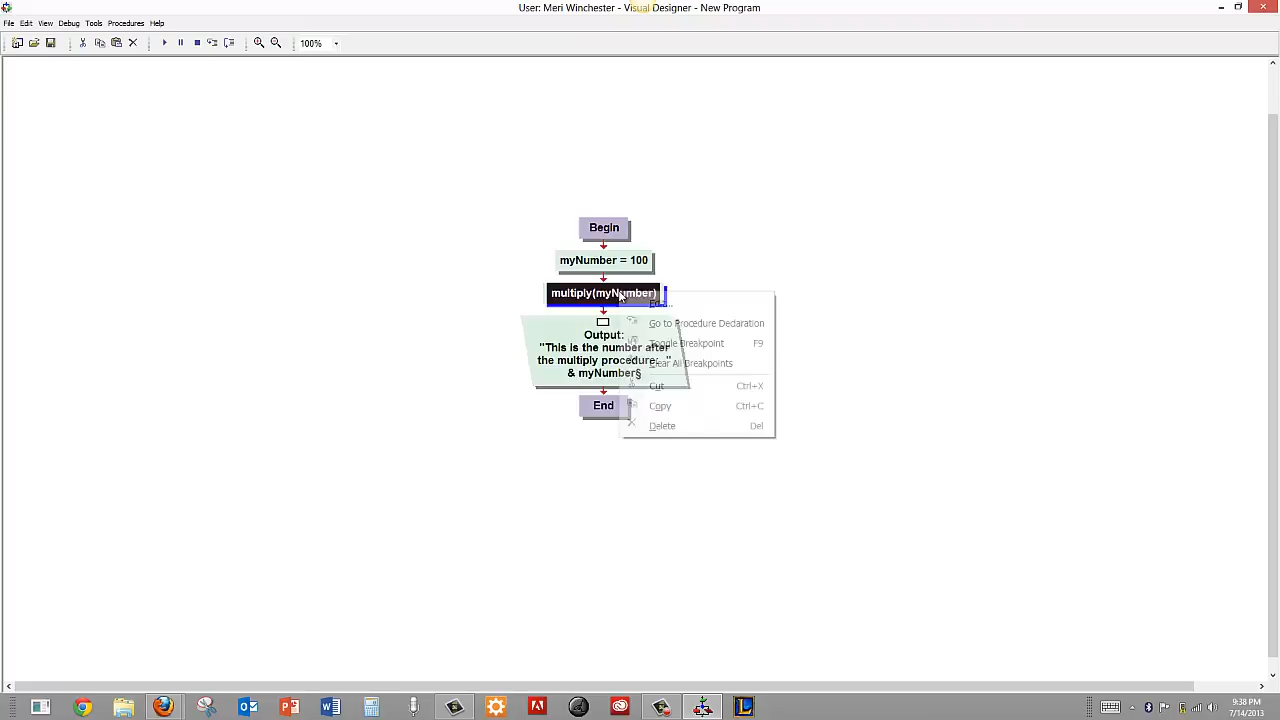 User: Meri Winchester - Visual Designer - New Program
File Edit View Debug Tools Procedures Help
100%
Begin
myNumber = 100
multiply(myNumber)
Output:
"This is the number after
the multiply procedure: "
& myNumber§
End
Edit...
Go to Procedure Declaration
Toggle Breakpoint F9
Clear All Breakpoints
Cut Ctrl+X
Copy Ctrl+C
Delete Del
9:38 PM
7/14/2013